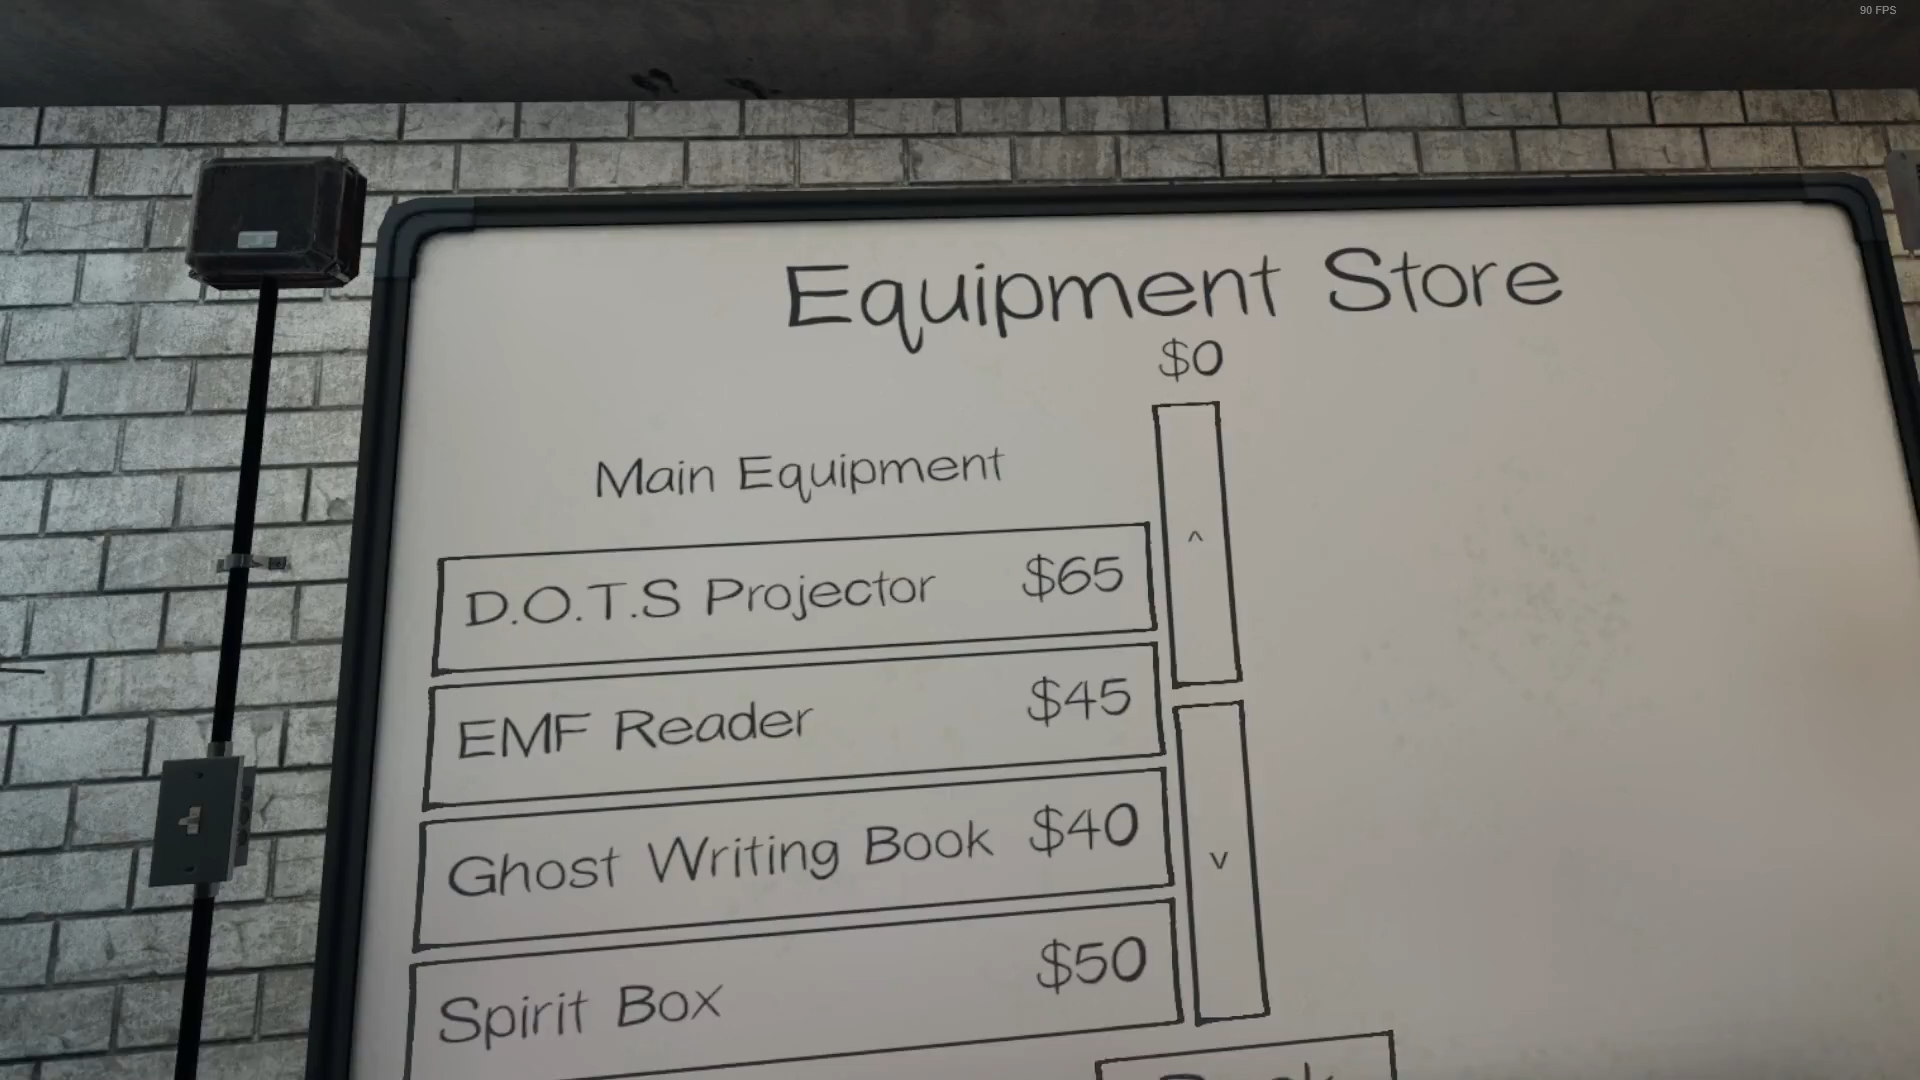 90 FPS
Equipment Store
$0
Main Equipment
^
D.O.T.S Projector $65
EMF Reader $45
Ghost Writing Book $40
v
Spirit Box $50